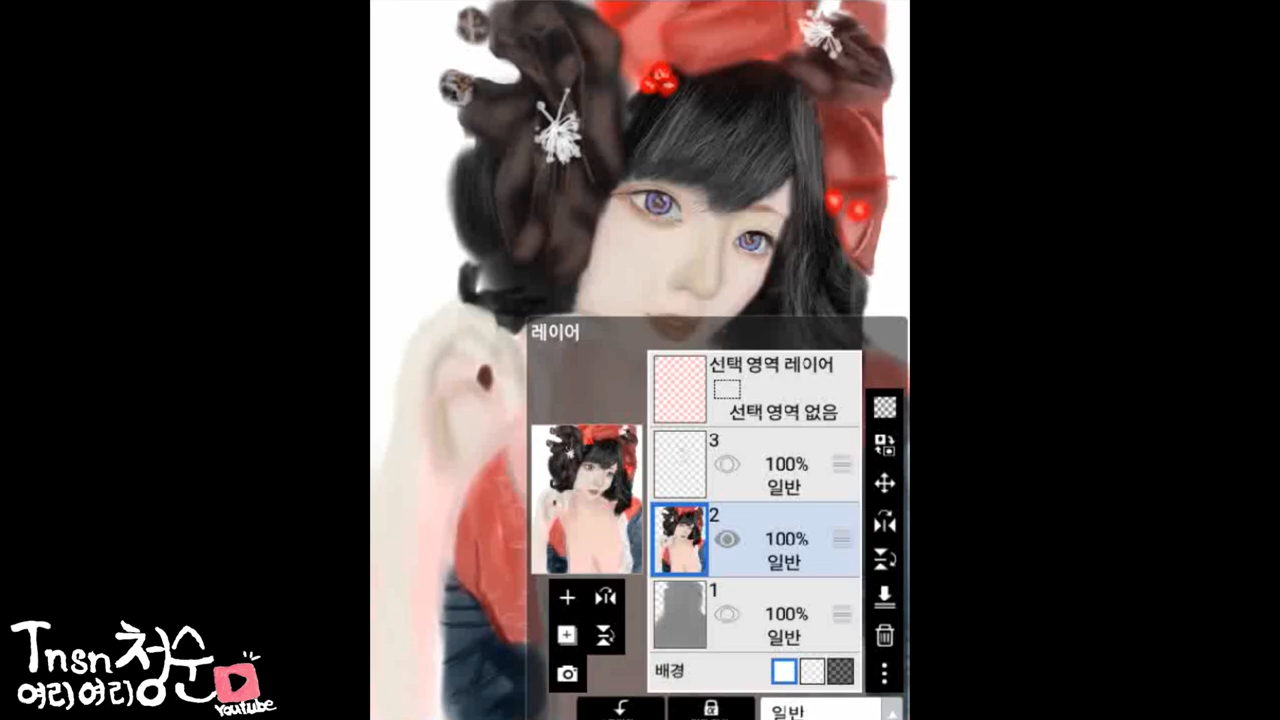 레이어
선택 영역 레이어
선택 영역 없음
3
100%
일반
2
100%
일반
1
100%
일반
배경
일반
Tnsn청순
여리여리
YouTube